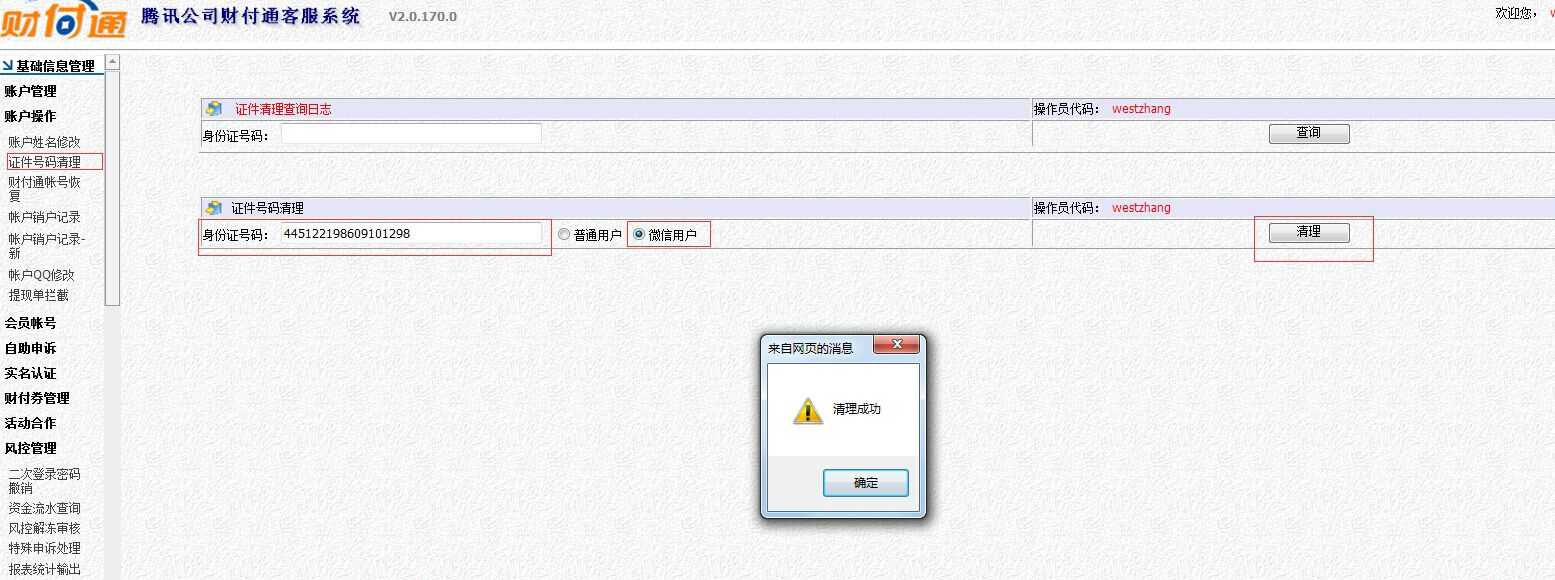 财付通 腾讯公司财付通客服系统 V2.0.170.0 欢迎您，
基础信息管理
账户管理
账户操作
账户姓名修改
证件号码清理
财付通帐号恢
复
帐户销户记录
帐户销户记录-
新
帐户QQ修改
提现单拦截
会员帐号
自助申诉
实名认证
财付券管理
活动合作
风控管理
二次登录密码
撤销
资金流水查询
风控解冻审核
特殊申诉处理
报表统计输出
证件清理查询日志 操作员代码： westzhang
身份证号码： 查询
证件号码清理 操作员代码： westzhang
身份证号码： 445122198609101298 普通用户 微信用户 清理
来自网页的消息
清理成功
确定